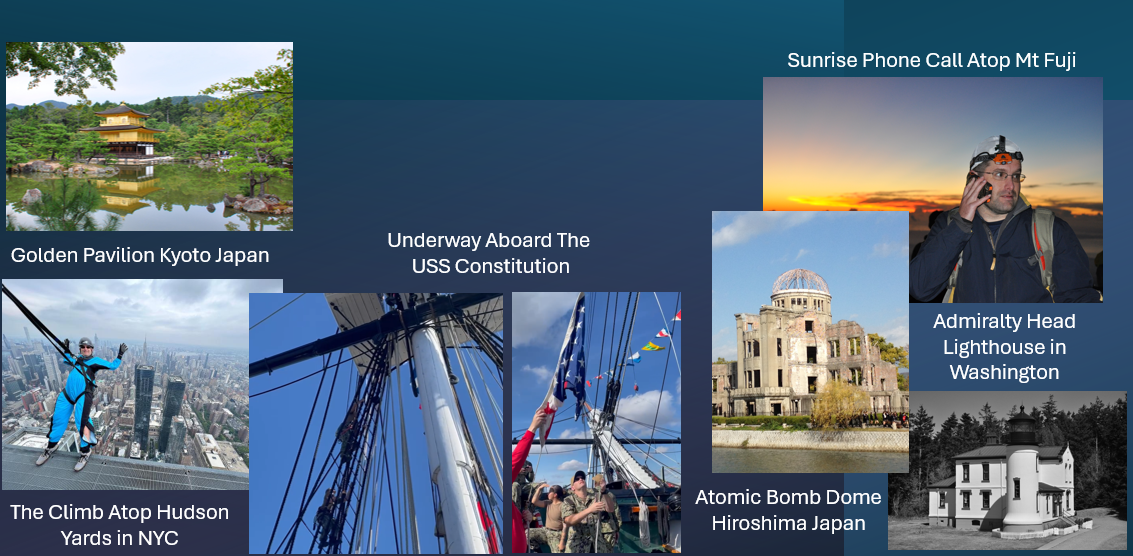 Sunrise Phone Call Atop Mt Fuji
Golden Pavilion Kyoto Japan
Underway Aboard The
USS Constitution
Admiralty Head
Lighthouse in
Washington
The Climb Atop Hudson
Yards in NYC
Atomic Bomb Dome
Hiroshima Japan